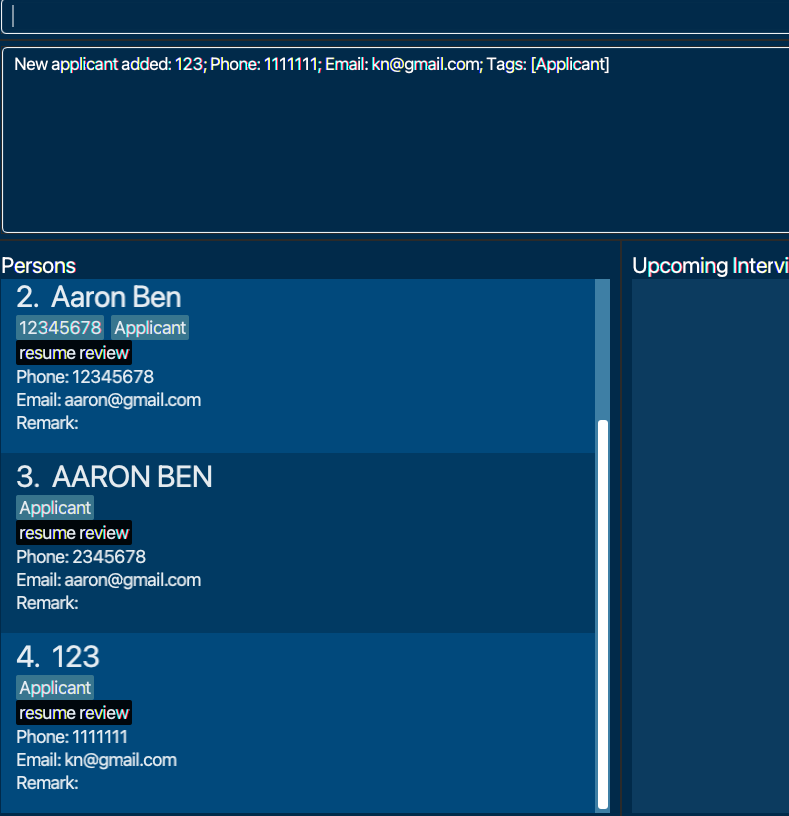 New applicant added: 123; Phone: 1111111; Email: kn@gmail.com; Tags: [Applicant]
Persons
2. Aaron Ben
12345678 Applicant
resume review
Phone: 12345678
Email: aaron@gmail.com
Remark:
3. AARON BEN
Applicant
resume review
Phone: 2345678
Email: aaron@gmail.com
Remark:
4. 123
Applicant
resume review
Phone: 1111111
Email: kn@gmail.com
Remark:
Upcoming Intervi